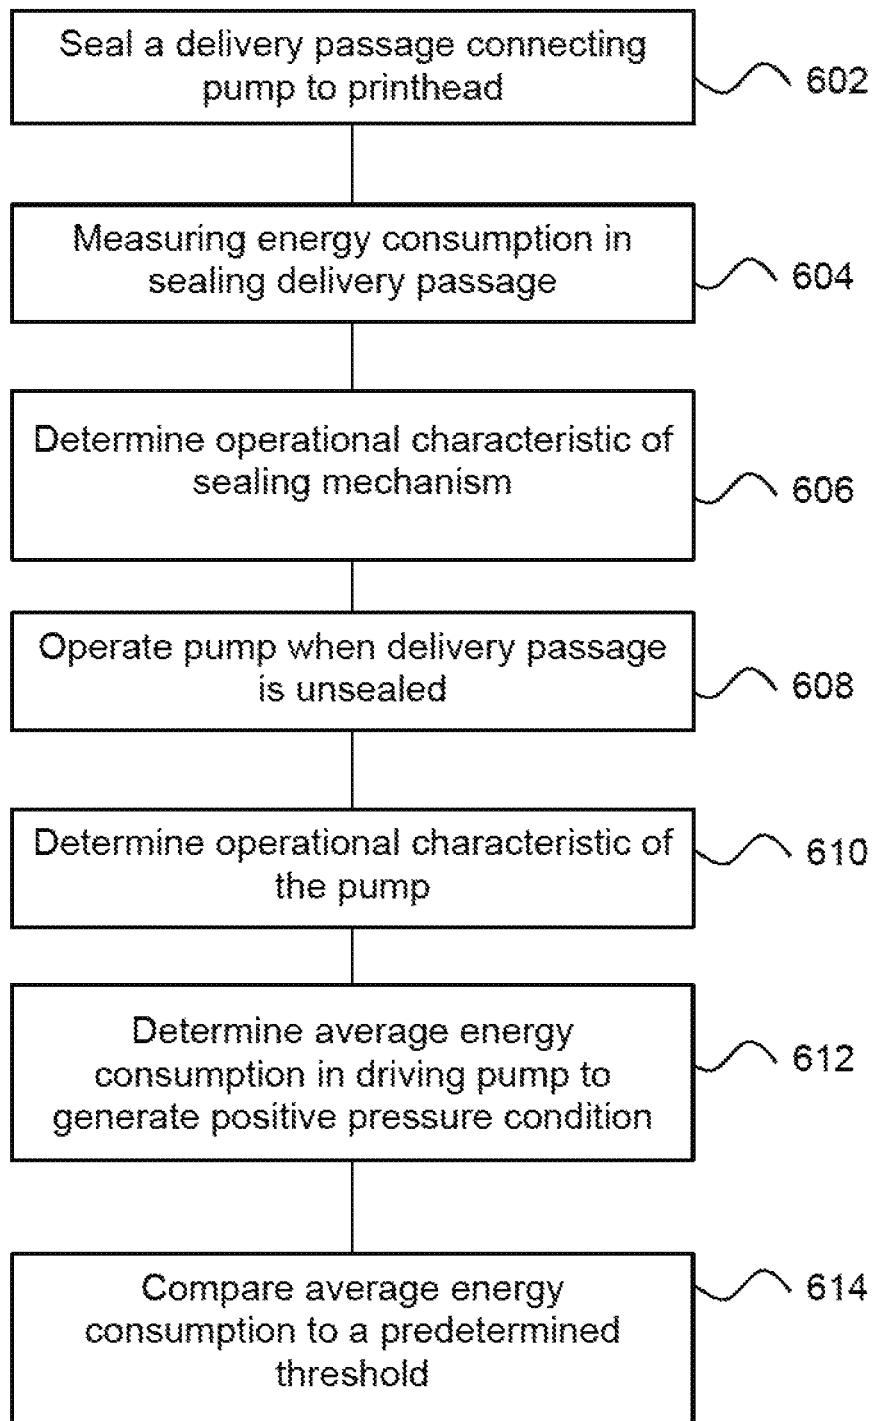 Seal a delivery passage connecting
pump to printhead
602
Measuring energy consumption in
sealing delivery passage
604
Determine operational characteristic of
sealing mechanism
606
Operate pump when delivery passage
is unsealed
608
Determine operational characteristic of
the pump
610
Determine average energy
consumption in driving pump to
generate positive pressure condition
612
Compare average energy
consumption to a predetermined
threshold
614